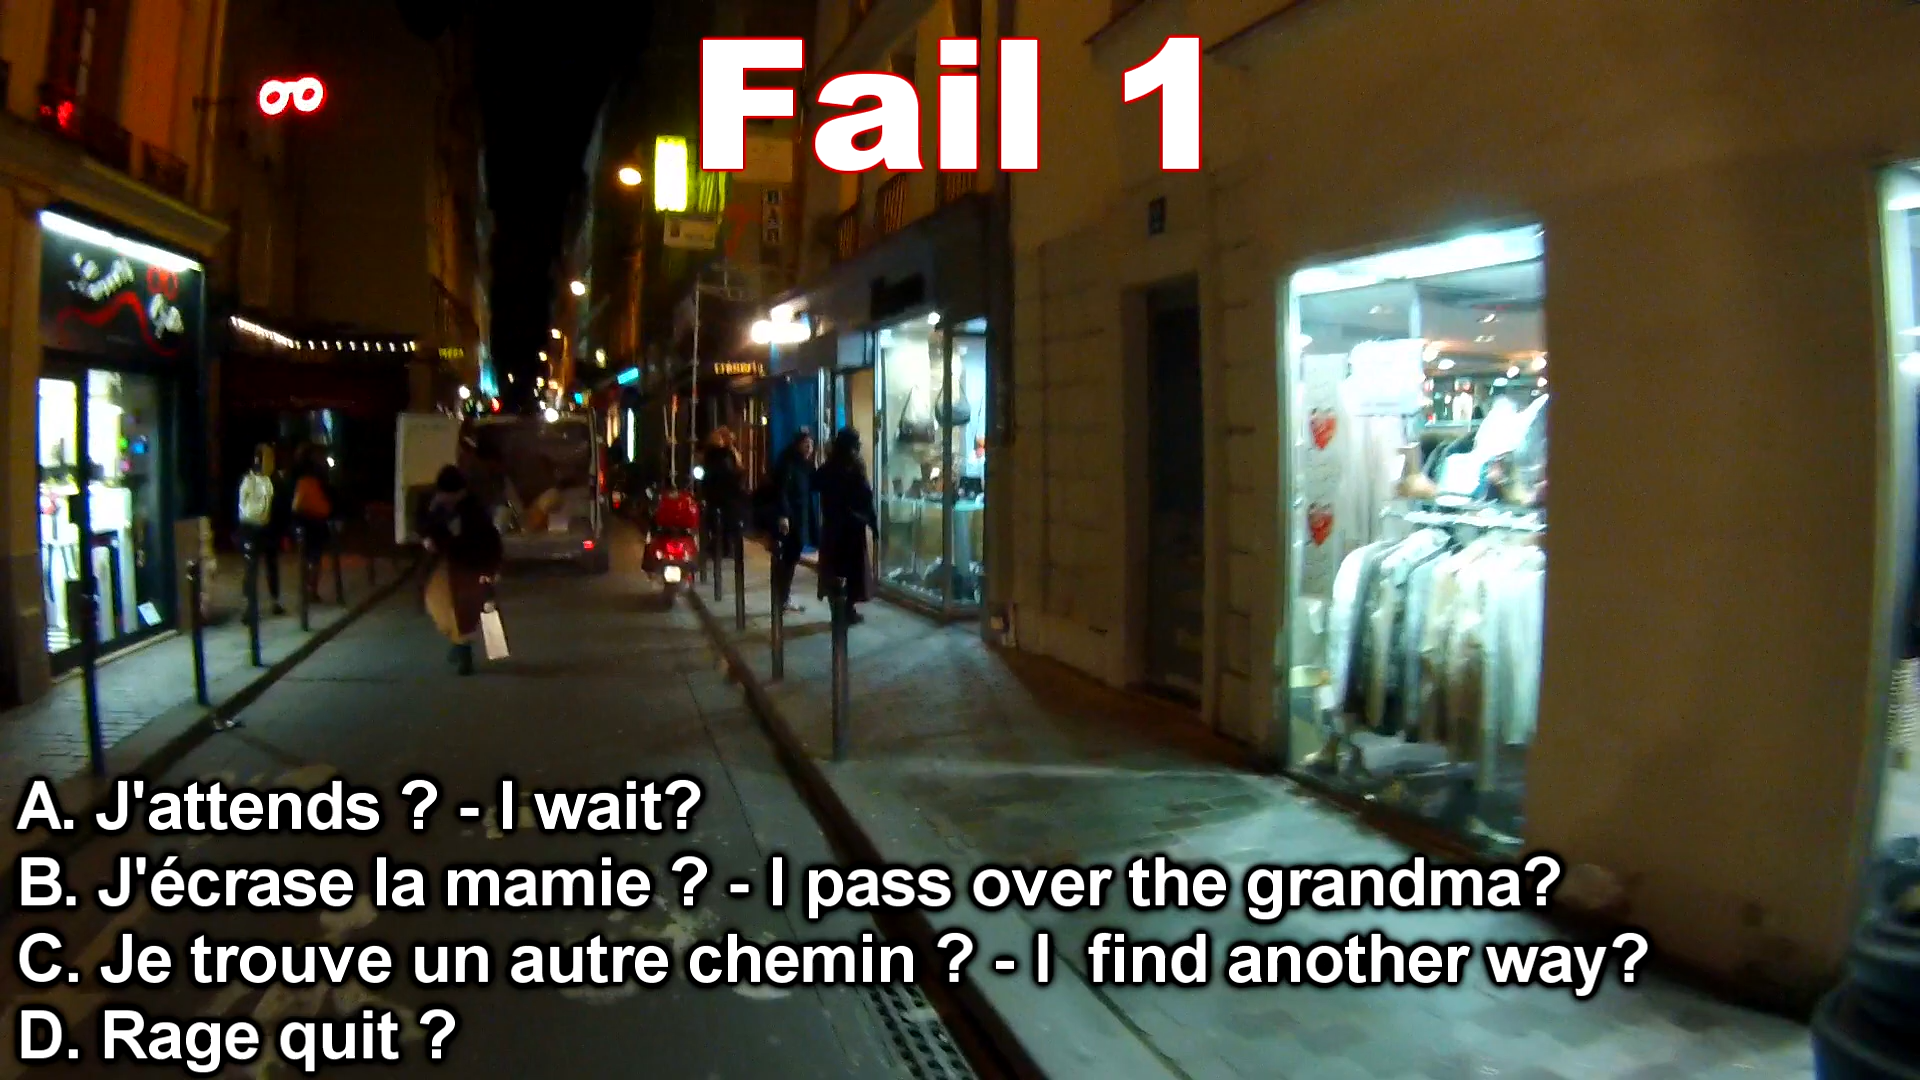 Fail 1
A. J'attends ? - I wait?
B. J'écrase la mamie ? - I pass over the grandma?
C. Je trouve un autre chemin ? - I  find another way?
D. Rage quit ?